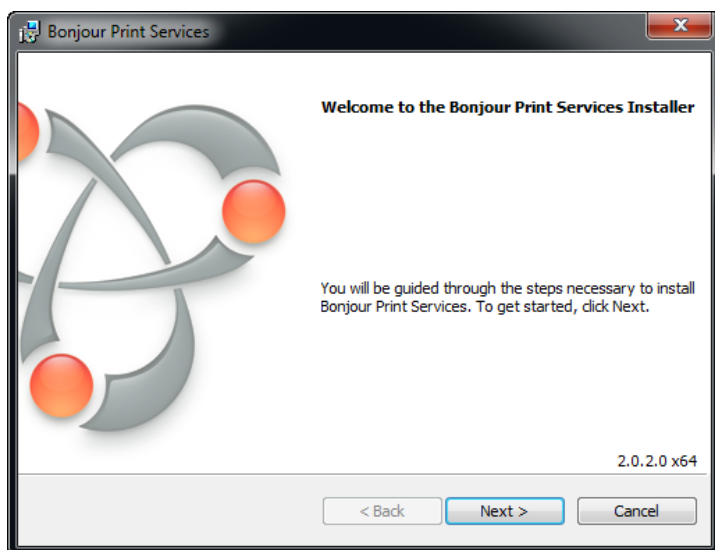 Bonjour Print Services
Welcome to the Bonjour Print Services Installer
You will be guided through the steps necessary to install
Bonjour Print Services. To get started, click Next.
2.0.2.0 x64
< Back Next > Cancel